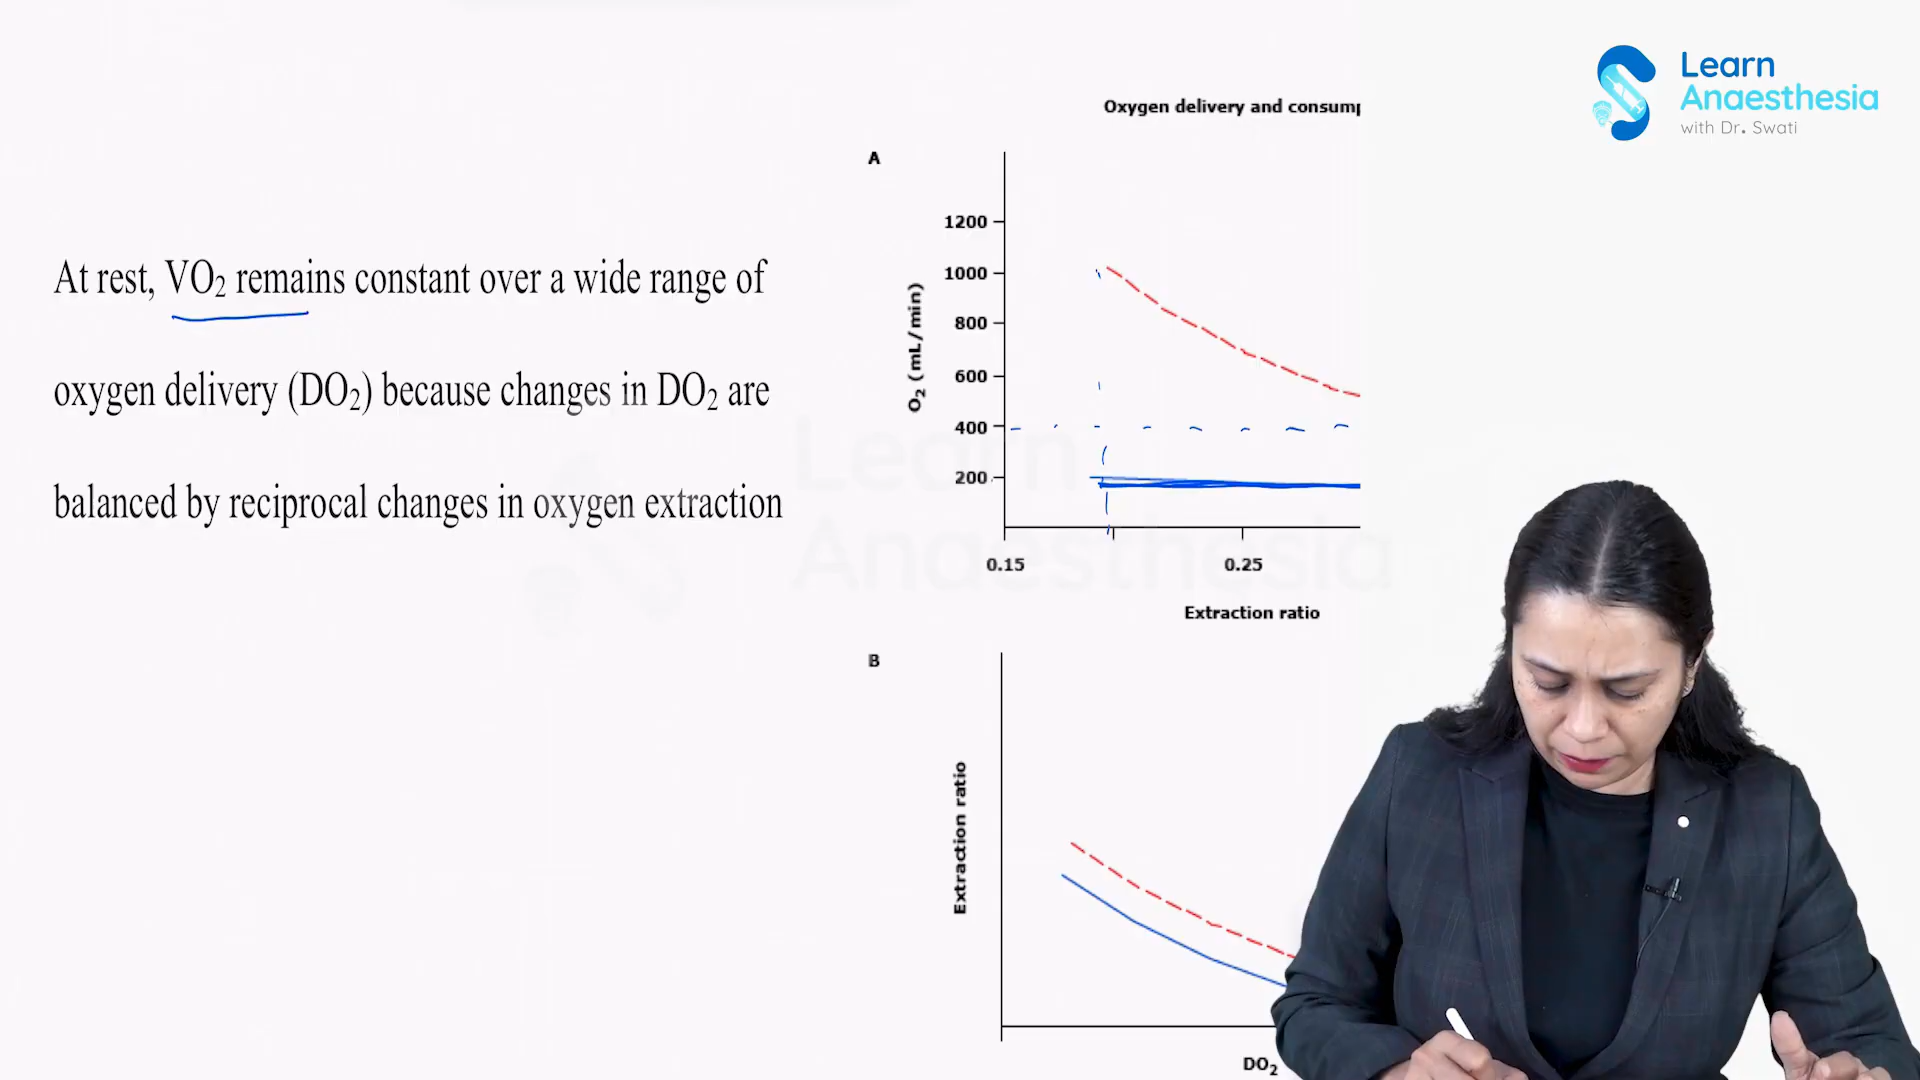 Learn
Anaesthesia
with Dr. Swati
Oxygen delivery and consump
A
At rest, VO₂ remains constant over a wide range of
oxygen delivery (DO₂) because changes in DO₂ are
balanced by reciprocal changes in oxygen extraction
O₂ (mL/min)
1200
1000
800
600
400
200
0.15 0.25
Extraction ratio
B
Extraction ratio
DO₂
Learn
Anaesthesia